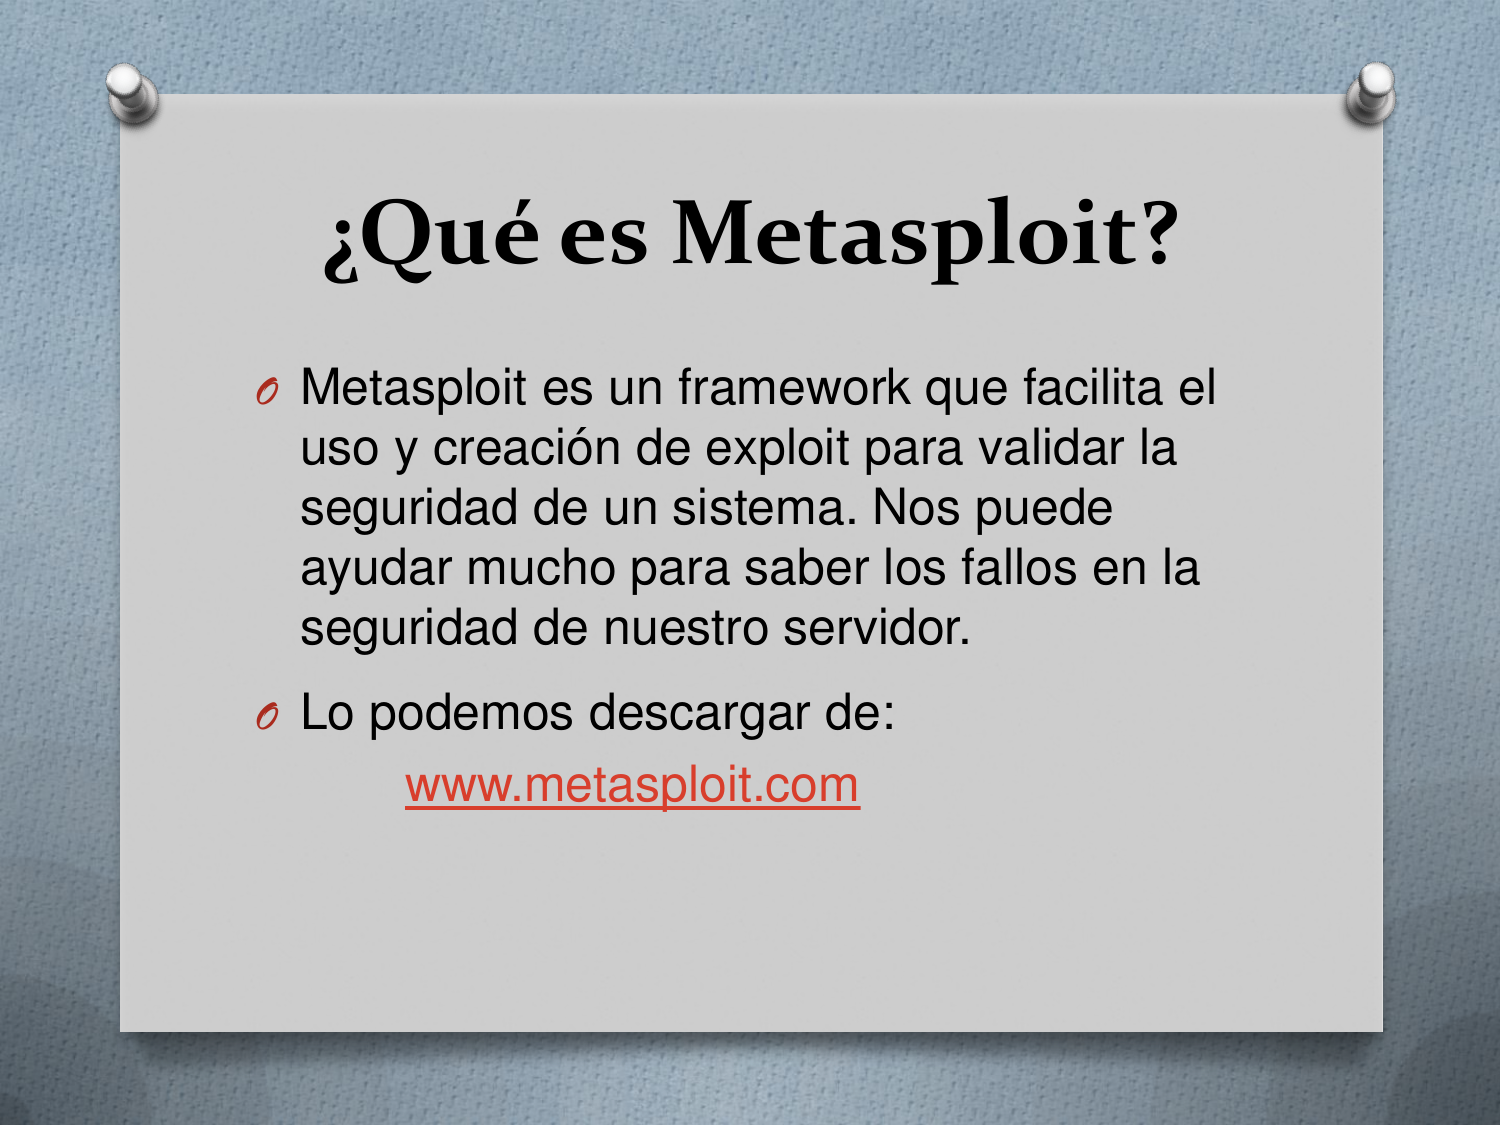 ¿Qué es Metasploit?
Metasploit es un framework que facilita el
uso y creación de exploit para validar la
seguridad de un sistema. Nos puede
ayudar mucho para saber los fallos en la
seguridad de nuestro servidor.
Lo podemos descargar de:
www.metasploit.com